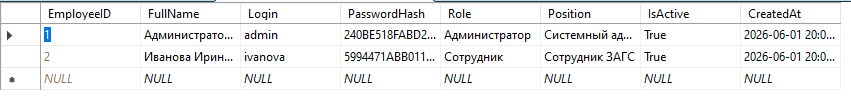 EmployeeID FullName Login PasswordHash Role Position IsActive CreatedAt
1 Администрато... admin 240BE518FABD2... Администратор Системный ад... True 2026-06-01 20:0...
2 Иванова Ирин... ivanova 5994471ABB011... Сотрудник Сотрудник ЗАГС True 2026-06-01 20:0...
NULL NULL NULL NULL NULL NULL NULL NULL